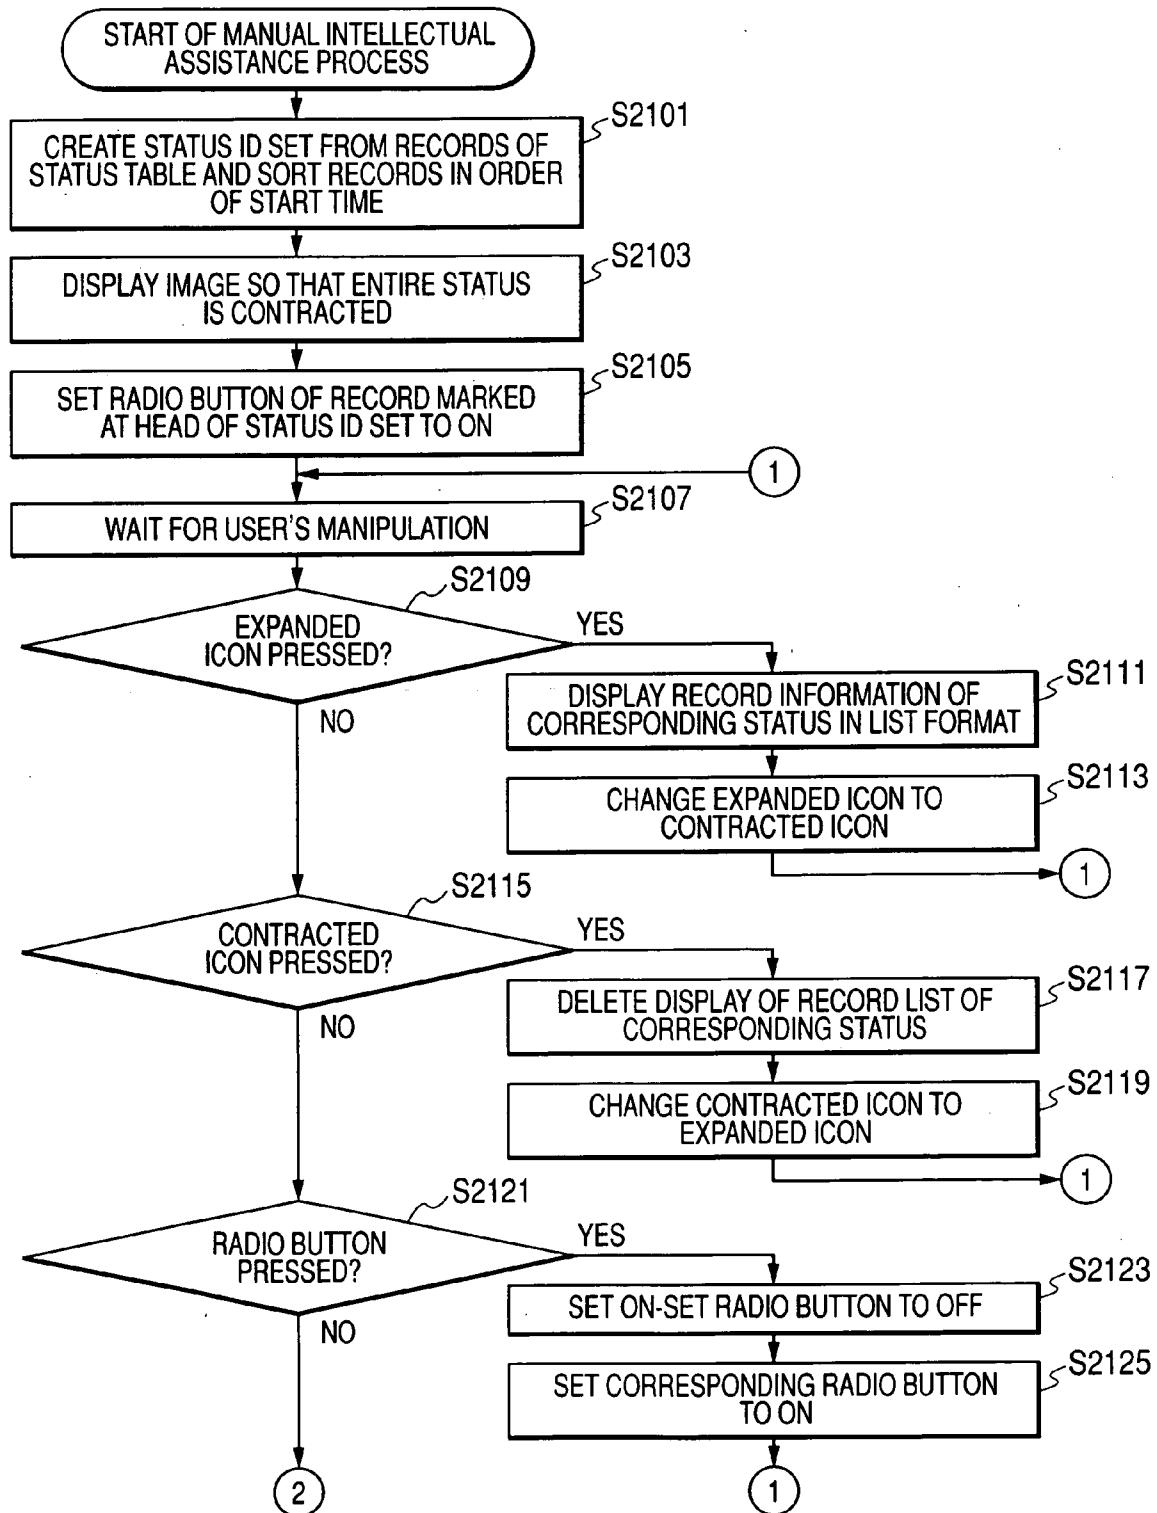 START OF MANUAL INTELLECTUAL
ASSISTANCE PROCESS
S2101
CREATE STATUS ID SET FROM RECORDS OF
STATUS TABLE AND SORT RECORDS IN ORDER
OF START TIME
S2103
DISPLAY IMAGE SO THAT ENTIRE STATUS
IS CONTRACTED
S2105
SET RADIO BUTTON OF RECORD MARKED
AT HEAD OF STATUS ID SET TO ON
1
S2107
WAIT FOR USER'S MANIPULATION
S2109
EXPANDED
ICON PRESSED?
YES
NO
S2111
DISPLAY RECORD INFORMATION OF
CORRESPONDING STATUS IN LIST FORMAT
S2113
CHANGE EXPANDED ICON TO
CONTRACTED ICON
1
S2115
CONTRACTED
ICON PRESSED?
YES
NO
S2117
DELETE DISPLAY OF RECORD LIST OF
CORRESPONDING STATUS
S2119
CHANGE CONTRACTED ICON TO
EXPANDED ICON
1
S2121
RADIO BUTTON
PRESSED?
YES
NO
S2123
SET ON-SET RADIO BUTTON TO OFF
S2125
SET CORRESPONDING RADIO BUTTON
TO ON
2
1